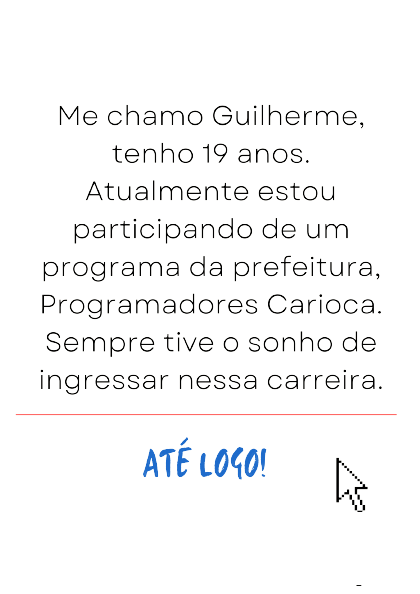 Me chamo Guilherme,
tenho 19 anos.
Atualmente estou
participando de um
programa da prefeitura,
Programadores Carioca.
Sempre tive o sonho de
ingressar nessa carreira.
ATÉ LOGO!